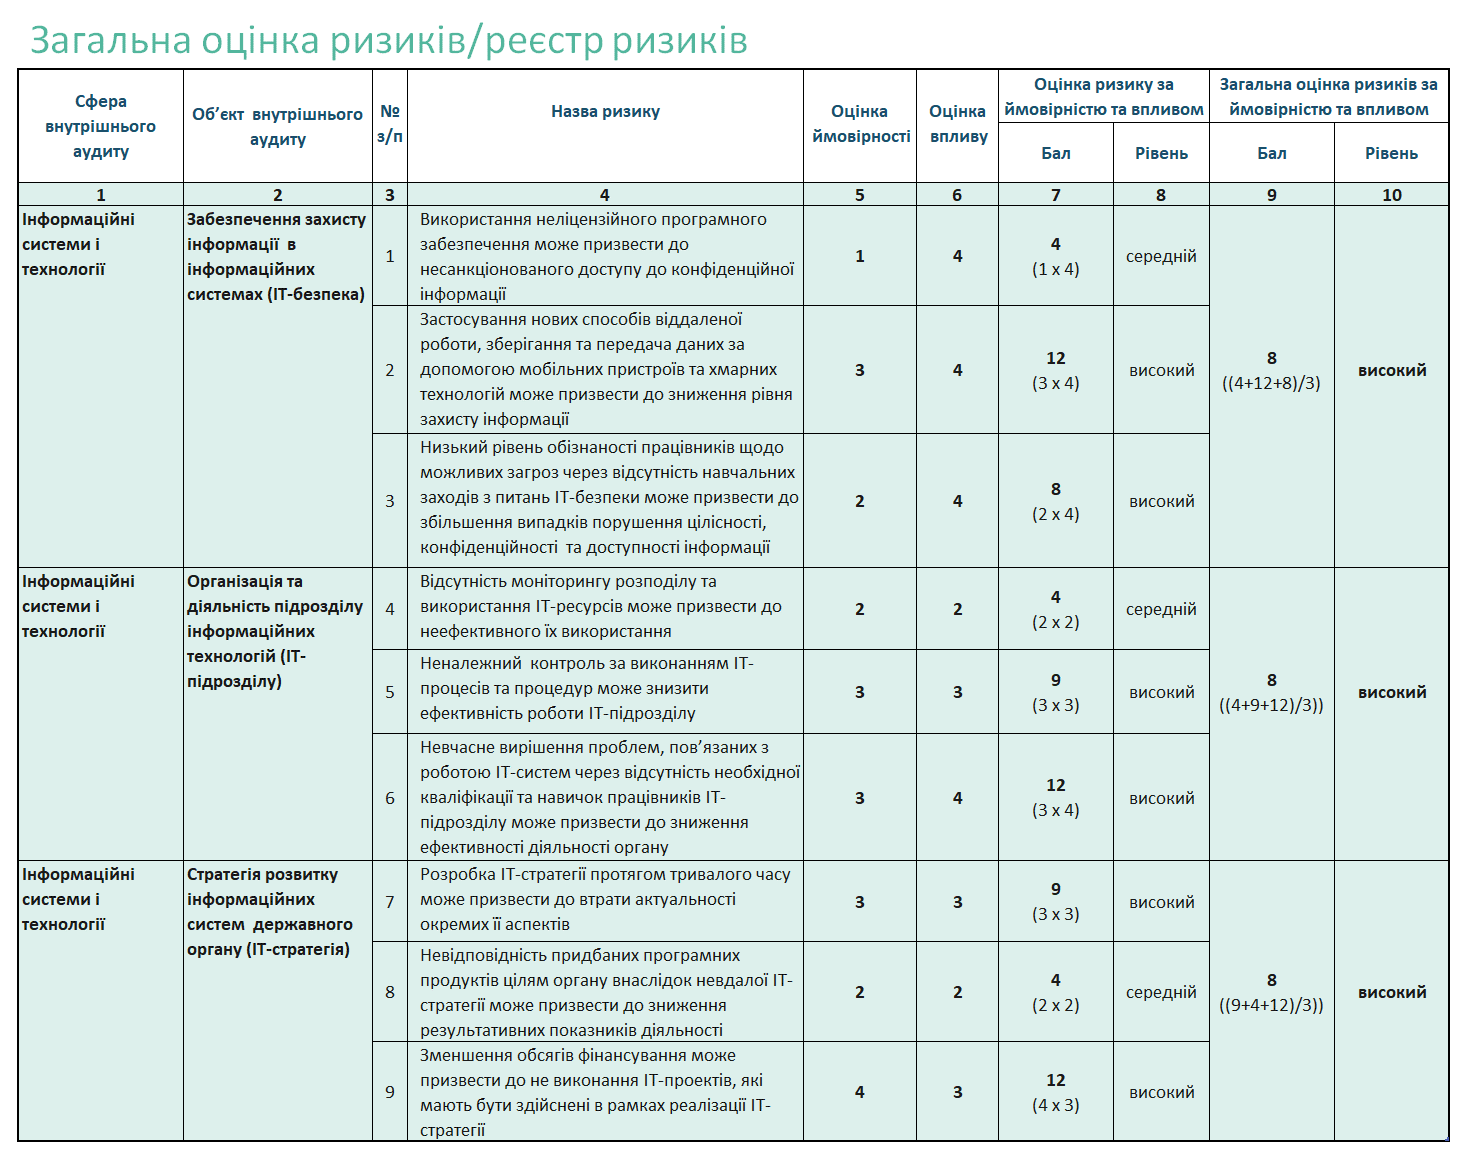 Загальна оцінка ризиків/реєстр ризиків
Сфера
внутрішнього
аудиту
Об’єкт внутрішнього
аудиту
№
з/п
Назва ризику
Оцінка
ймовірності
Оцінка
впливу
Оцінка ризику за
ймовірністю та впливом
Загальна оцінка ризиків за
ймовірністю та впливом
Бал
Рівень
Бал
Рівень
1
2
3
4
5
6
7
8
9
10
Інформаційні
системи і
технології
Забезпечення захисту
інформації в
інформаційних
системах (ІТ-безпека)
1
Використання неліцензійного програмного
забезпечення може призвести до
несанкціонованого доступу до конфіденційної
інформації
1
4
4
(1 х 4)
середній
2
Застосування нових способів віддаленої
роботи, зберігання та передача даних за
допомогою мобільних пристроїв та хмарних
технологій може призвести до зниження рівня
захисту інформації
3
4
12
(3 х 4)
високий
8
((4+12+8)/3)
високий
3
Низький рівень обізнаності працівників щодо
можливих загроз через відсутність навчальних
заходів з питань ІТ-безпеки може призвести до
збільшення випадків порушення цілісності,
конфіденційності та доступності інформації
2
4
8
(2 х 4)
високий
Інформаційні
системи і
технології
Організація та
діяльність підрозділу
інформаційних
технологій (ІТ-
підрозділу)
4
Відсутність моніторингу розподілу та
використання ІТ-ресурсів може призвести до
неефективного їх використання
2
2
4
(2 х 2)
середній
5
Неналежний контроль за виконанням ІТ-
процесів та процедур може знизити
ефективність роботи ІТ-підрозділу
3
3
9
(3 х 3)
високий
8
((4+9+12)/3))
високий
6
Невчасне вирішення проблем, пов’язаних з
роботою ІТ-систем через відсутність необхідної
кваліфікації та навичок працівників ІТ-
підрозділу може призвести до зниження
ефективності діяльності органу
3
4
12
(3 х 4)
високий
Інформаційні
системи і
технології
Стратегія розвитку
інформаційних
систем державного
органу (ІТ-стратегія)
7
Розробка ІТ-стратегії протягом тривалого часу
може призвести до втрати актуальності
окремих її аспектів
3
3
9
(3 х 3)
високий
8
Невідповідність придбаних програмних
продуктів цілям органу внаслідок невдалої ІТ-
стратегії може призвести до зниження
результативних показників діяльності
2
2
4
(2 х 2)
середній
8
((9+4+12)/3))
високий
9
Зменшення обсягів фінансування може
призвести до не виконання ІТ-проектів, які
мають бути здійснені в рамках реалізації ІТ-
стратегії
4
3
12
(4 х 3)
високий